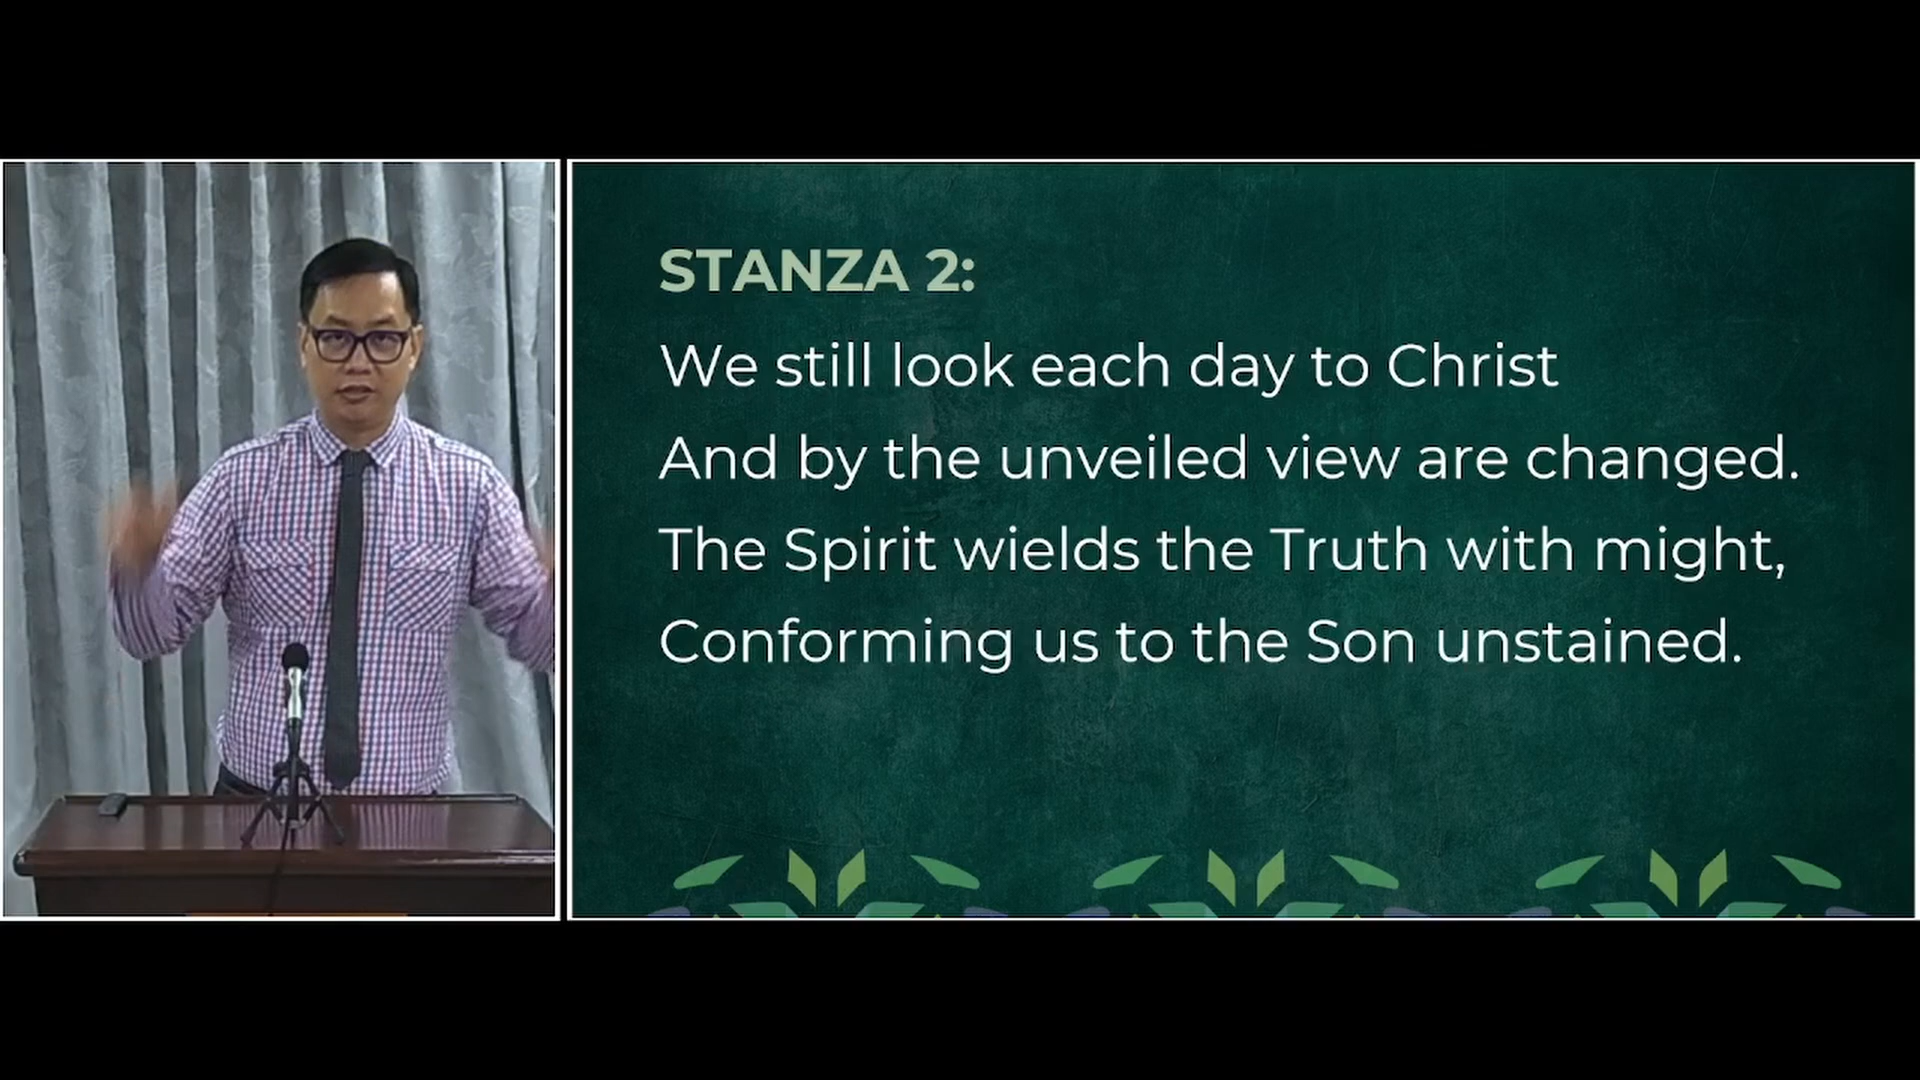 STANZA 2:
We still look each day to Christ
And by the unveiled view are changed.
The Spirit wields the Truth with might,
Conforming us to the Son unstained.